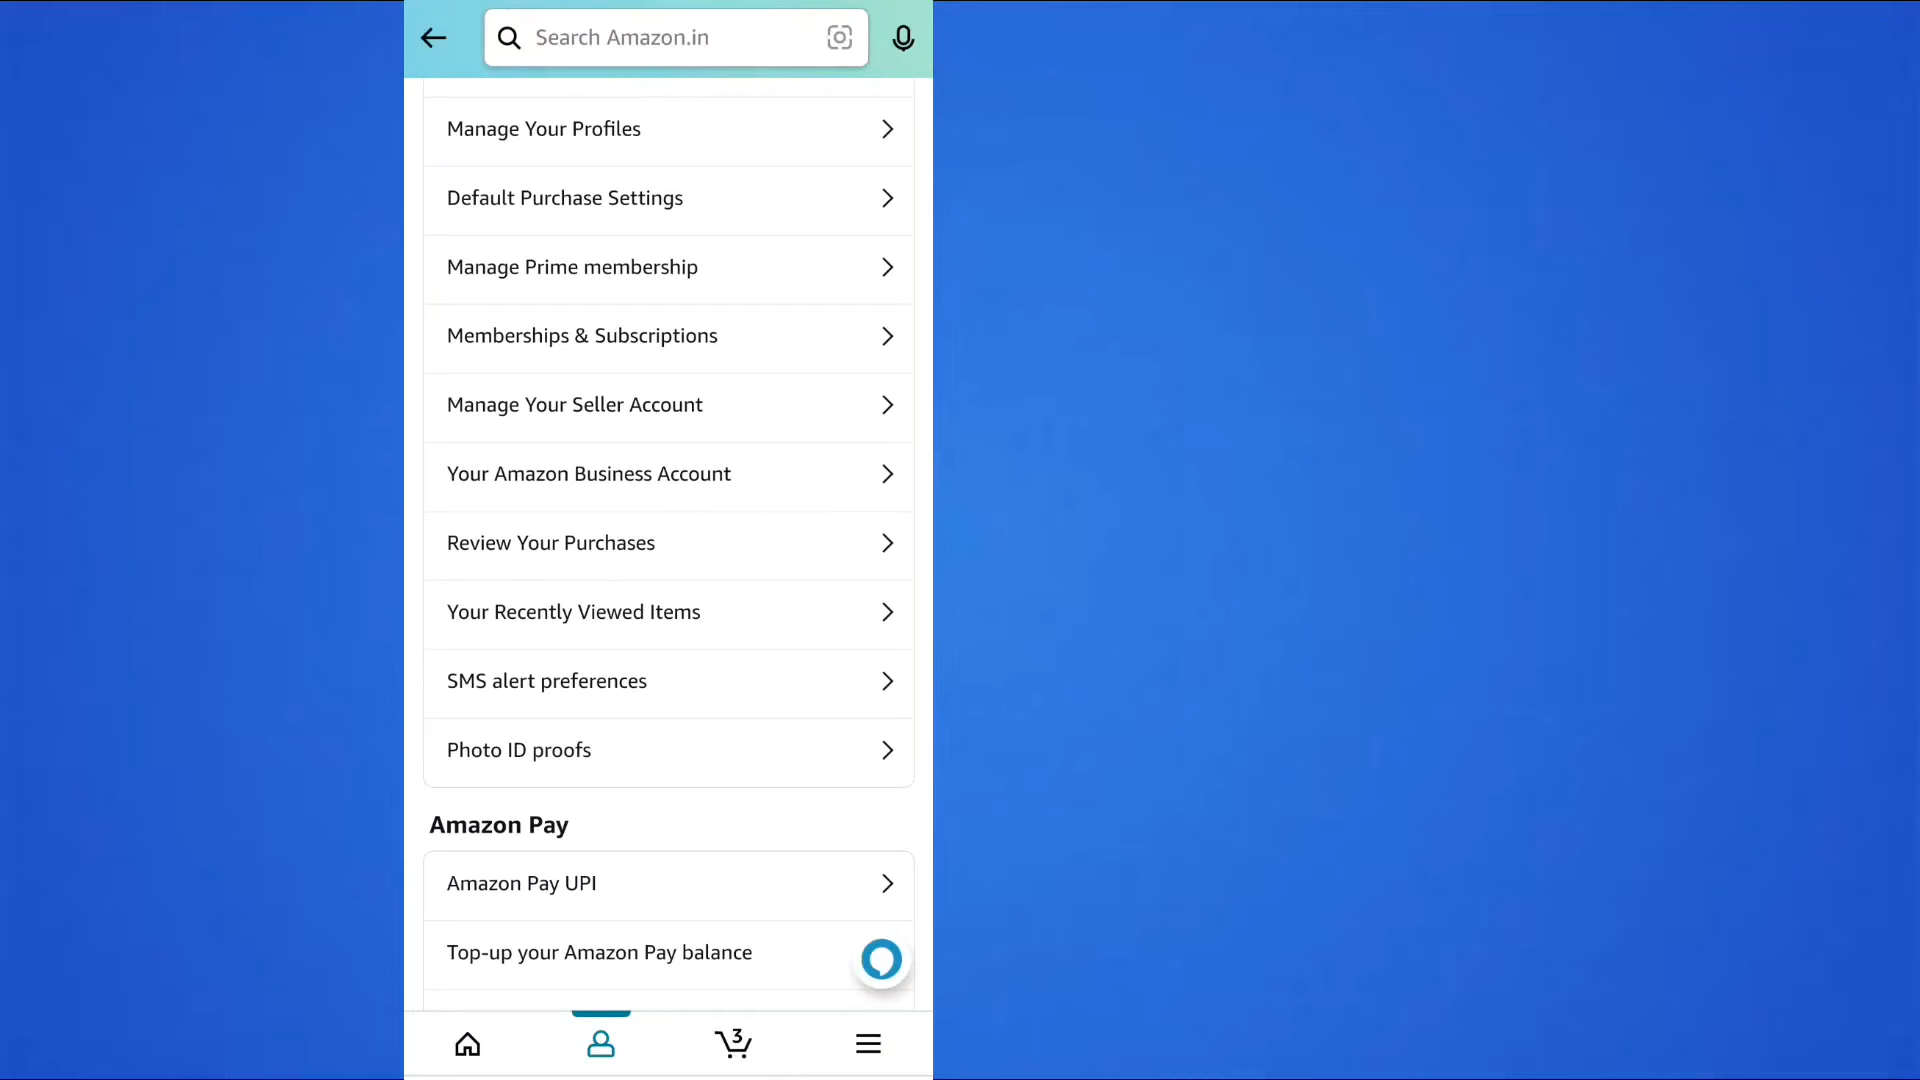 Search Amazon.in
Manage Your Profiles
Default Purchase Settings
Manage Prime membership
Memberships & Subscriptions
Manage Your Seller Account
Your Amazon Business Account
Review Your Purchases
Your Recently Viewed Items
SMS alert preferences
Photo ID proofs
Amazon Pay
Amazon Pay UPI
Top-up your Amazon Pay balance
3